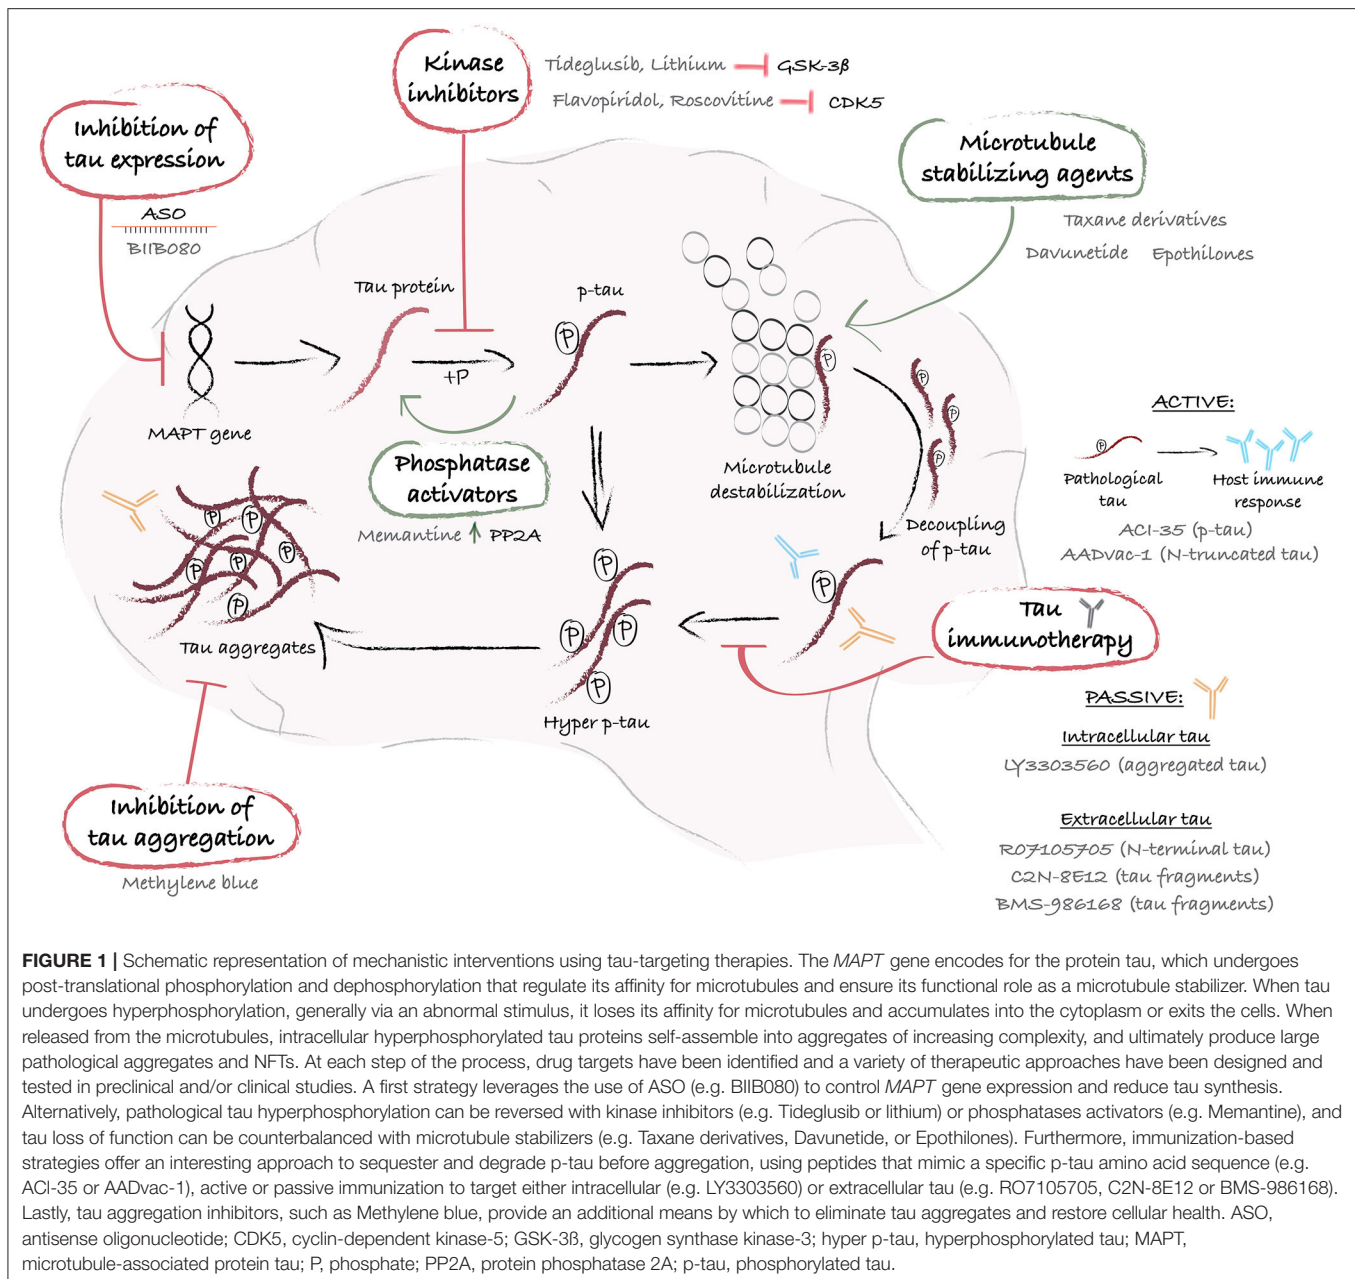 Kinase
inhibitors
Tideglusib, Lithium GSK-3β
Flavopiridol, Roscovitine CDK5
Inhibition of
tau expression
ASO
BIIB080
Microtubule
stabilizing agents
Taxane derivatives
Davunetide Epothilones
Tau protein
p-tau
P
+P
MAPT gene
Phosphatase
activators
Memantine PP2A
Microtubule
destabilization
P
P
P
P
Decoupling
of p-tau
ACTIVE:
P
Pathological
tau
Host immune
response
ACI-35 (p-tau)
AADvac-1 (N-truncated tau)
P
P
P
P
P
P
Tau aggregates
P
P
P
P
Hyper p-tau
P
Tau
immunotherapy
PASSIVE:
Intracellular tau
LY3303560 (aggregated tau)
Extracellular tau
RO7105705 (N-terminal tau)
C2N-8E12 (tau fragments)
BMS-986168 (tau fragments)
Inhibition of
tau aggregation
Methylene blue
FIGURE 1 | Schematic representation of mechanistic interventions using tau-targeting therapies. The MAPT gene encodes for the protein tau, which undergoes
post-translational phosphorylation and dephosphorylation that regulate its affinity for microtubules and ensure its functional role as a microtubule stabilizer. When tau
undergoes hyperphosphorylation, generally via an abnormal stimulus, it loses its affinity for microtubules and accumulates into the cytoplasm or exits the cells. When
released from the microtubules, intracellular hyperphosphorylated tau proteins self-assemble into aggregates of increasing complexity, and ultimately produce large
pathological aggregates and NFTs. At each step of the process, drug targets have been identified and a variety of therapeutic approaches have been designed and
tested in preclinical and/or clinical studies. A first strategy leverages the use of ASO (e.g. BIIB080) to control MAPT gene expression and reduce tau synthesis.
Alternatively, pathological tau hyperphosphorylation can be reversed with kinase inhibitors (e.g. Tideglusib or lithium) or phosphatases activators (e.g. Memantine), and
tau loss of function can be counterbalanced with microtubule stabilizers (e.g. Taxane derivatives, Davunetide, or Epothilones). Furthermore, immunization-based
strategies offer an interesting approach to sequester and degrade p-tau before aggregation, using peptides that mimic a specific p-tau amino acid sequence (e.g.
ACI-35 or AADvac-1), active or passive immunization to target either intracellular (e.g. LY3303560) or extracellular tau (e.g. RO7105705, C2N-8E12 or BMS-986168).
Lastly, tau aggregation inhibitors, such as Methylene blue, provide an additional means by which to eliminate tau aggregates and restore cellular health. ASO,
antisense oligonucleotide; CDK5, cyclin-dependent kinase-5; GSK-3ß, glycogen synthase kinase-3; hyper p-tau, hyperphosphorylated tau; MAPT,
microtubule-associated protein tau; P, phosphate; PP2A, protein phosphatase 2A; p-tau, phosphorylated tau.